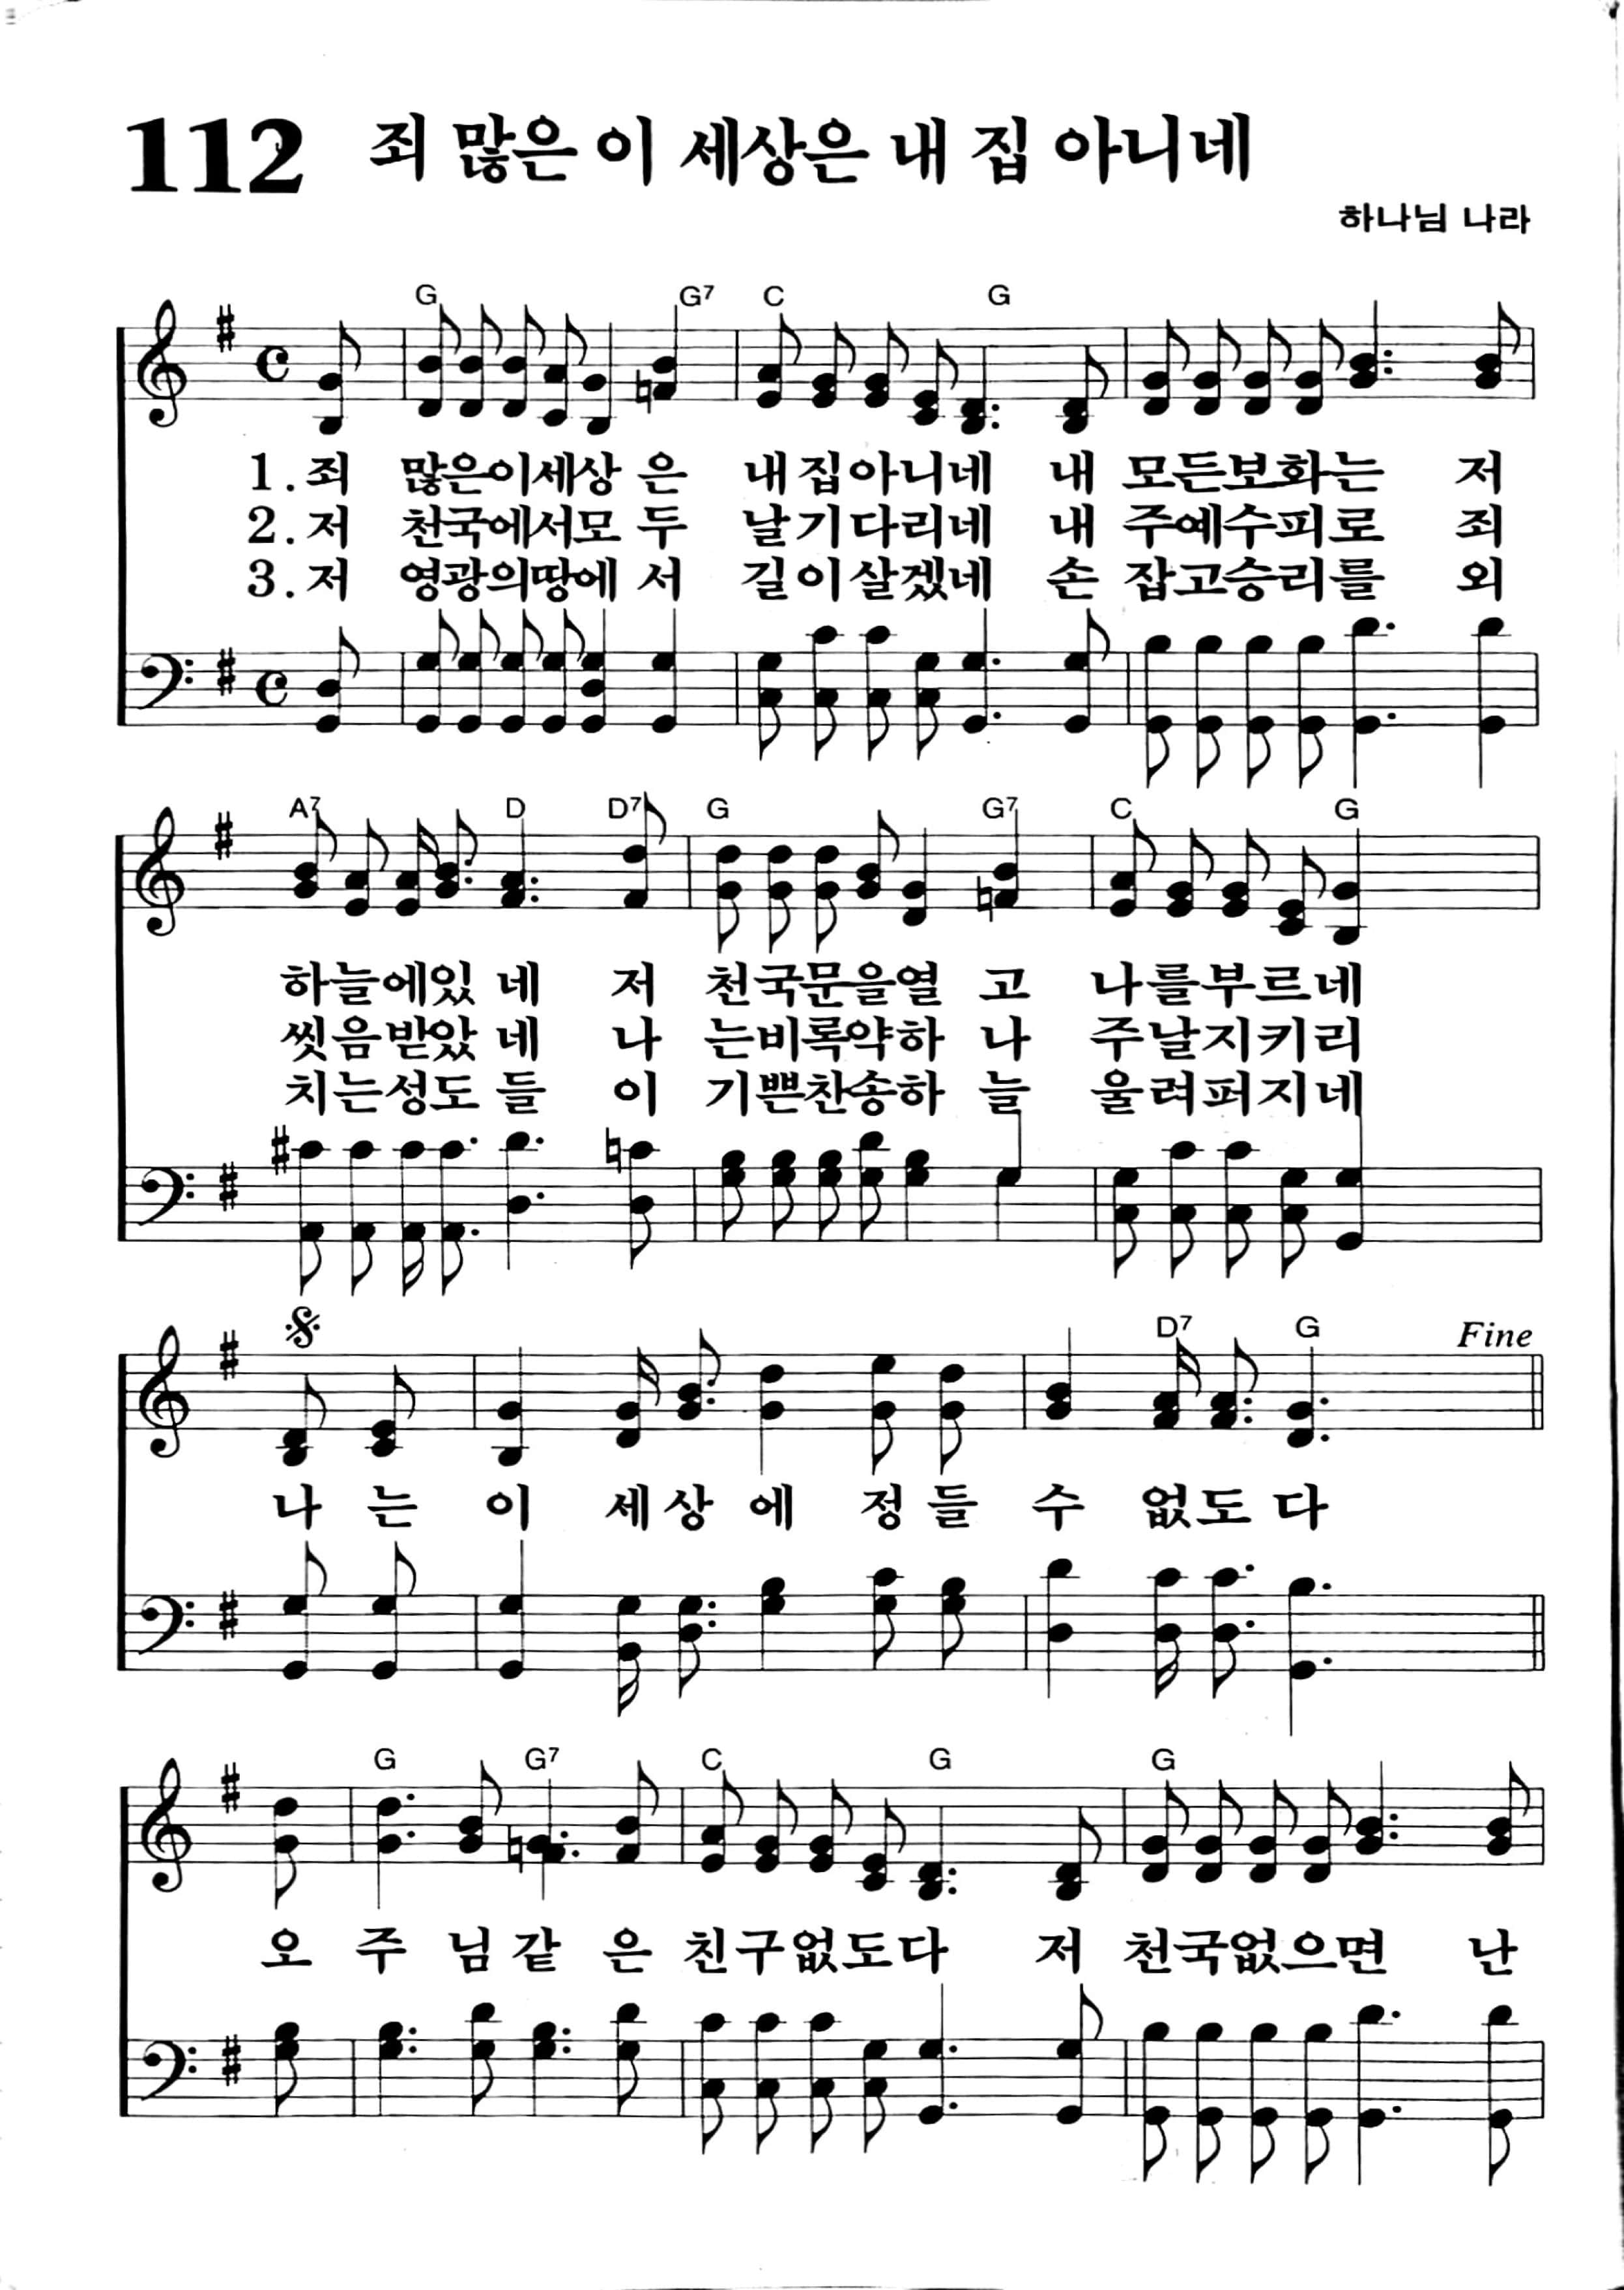 112 죄 많은 이 세상은 내 집 아니네
하나님 나라
G G7 C G
1. 죄 많은이세상 은 내집아니네 내 모든보화는 저
2. 저 천국에서모 두 날기다리네 내 주예수피로 죄
3. 저 영광의땅에 서 길이살겠네 손 잡고승리를 외
A7 D D7 G G7 C G
하늘에있 네 저 천국문을열 고 나를부르네
씻음받았 네 나 는비록약하 나 주날지키리
치는성도 들 이 기쁜찬송하 늘 울려퍼지네
D7 G Fine
나 는 이 세상 에 정 들 수 없도 다
G G7 C G G
오 주 님 같 은 친구없도다 저 천국없으면 난